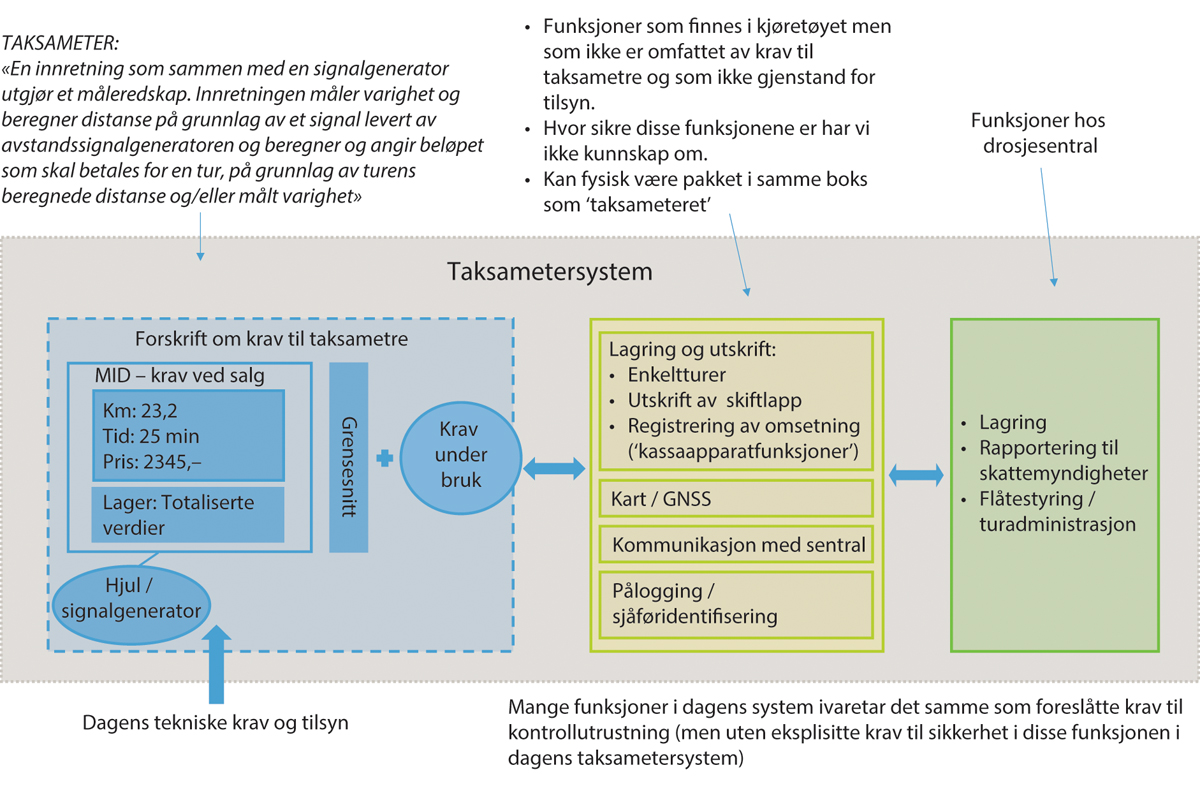 TAKSAMETER:
«En innretning som sammen med en signalgenerator
utgjør et måleredskap. Innretningen måler varighet og
beregner distanse på grunnlag av et signal levert av
avstandssignalgeneratoren og beregner og angir beløpet
som skal betales for en tur, på grunnlag av turens
beregnede distanse og/eller målt varighet»
• Funksjoner som finnes i kjøretøyet men
som ikke er omfattet av krav til
taksametre og som ikke gjenstand for
tilsyn.
• Hvor sikre disse funksjonene er har vi
ikke kunnskap om.
• Kan fysisk være pakket i samme boks
som ‘taksameteret’
Funksjoner hos
drosjesentral
Taksametersystem
Forskrift om krav til taksametre
MID – krav ved salg
Km: 23,2
Tid: 25 min
Pris: 2345,–
Lager: Totaliserte
verdier
Hjul /
signalgenerator
Grensesnitt
Krav
under
bruk
Lagring og utskrift:
• Enkeltturer
• Utskrift av skiftlapp
• Registrering av omsetning
(‘kassaapparatfunksjoner’)
Kart / GNSS
Kommunikasjon med sentral
Pålogging /
sjåføridentifisering
• Lagring
• Rapportering til
skattemyndigheter
• Flåtestyring /
turadministrasjon
Dagens tekniske krav og tilsyn
Mange funksjoner i dagens system ivaretar det samme som foreslåtte krav til
kontrollutrustning (men uten eksplisitte krav til sikkerhet i disse funksjonen i
dagens taksametersystem)